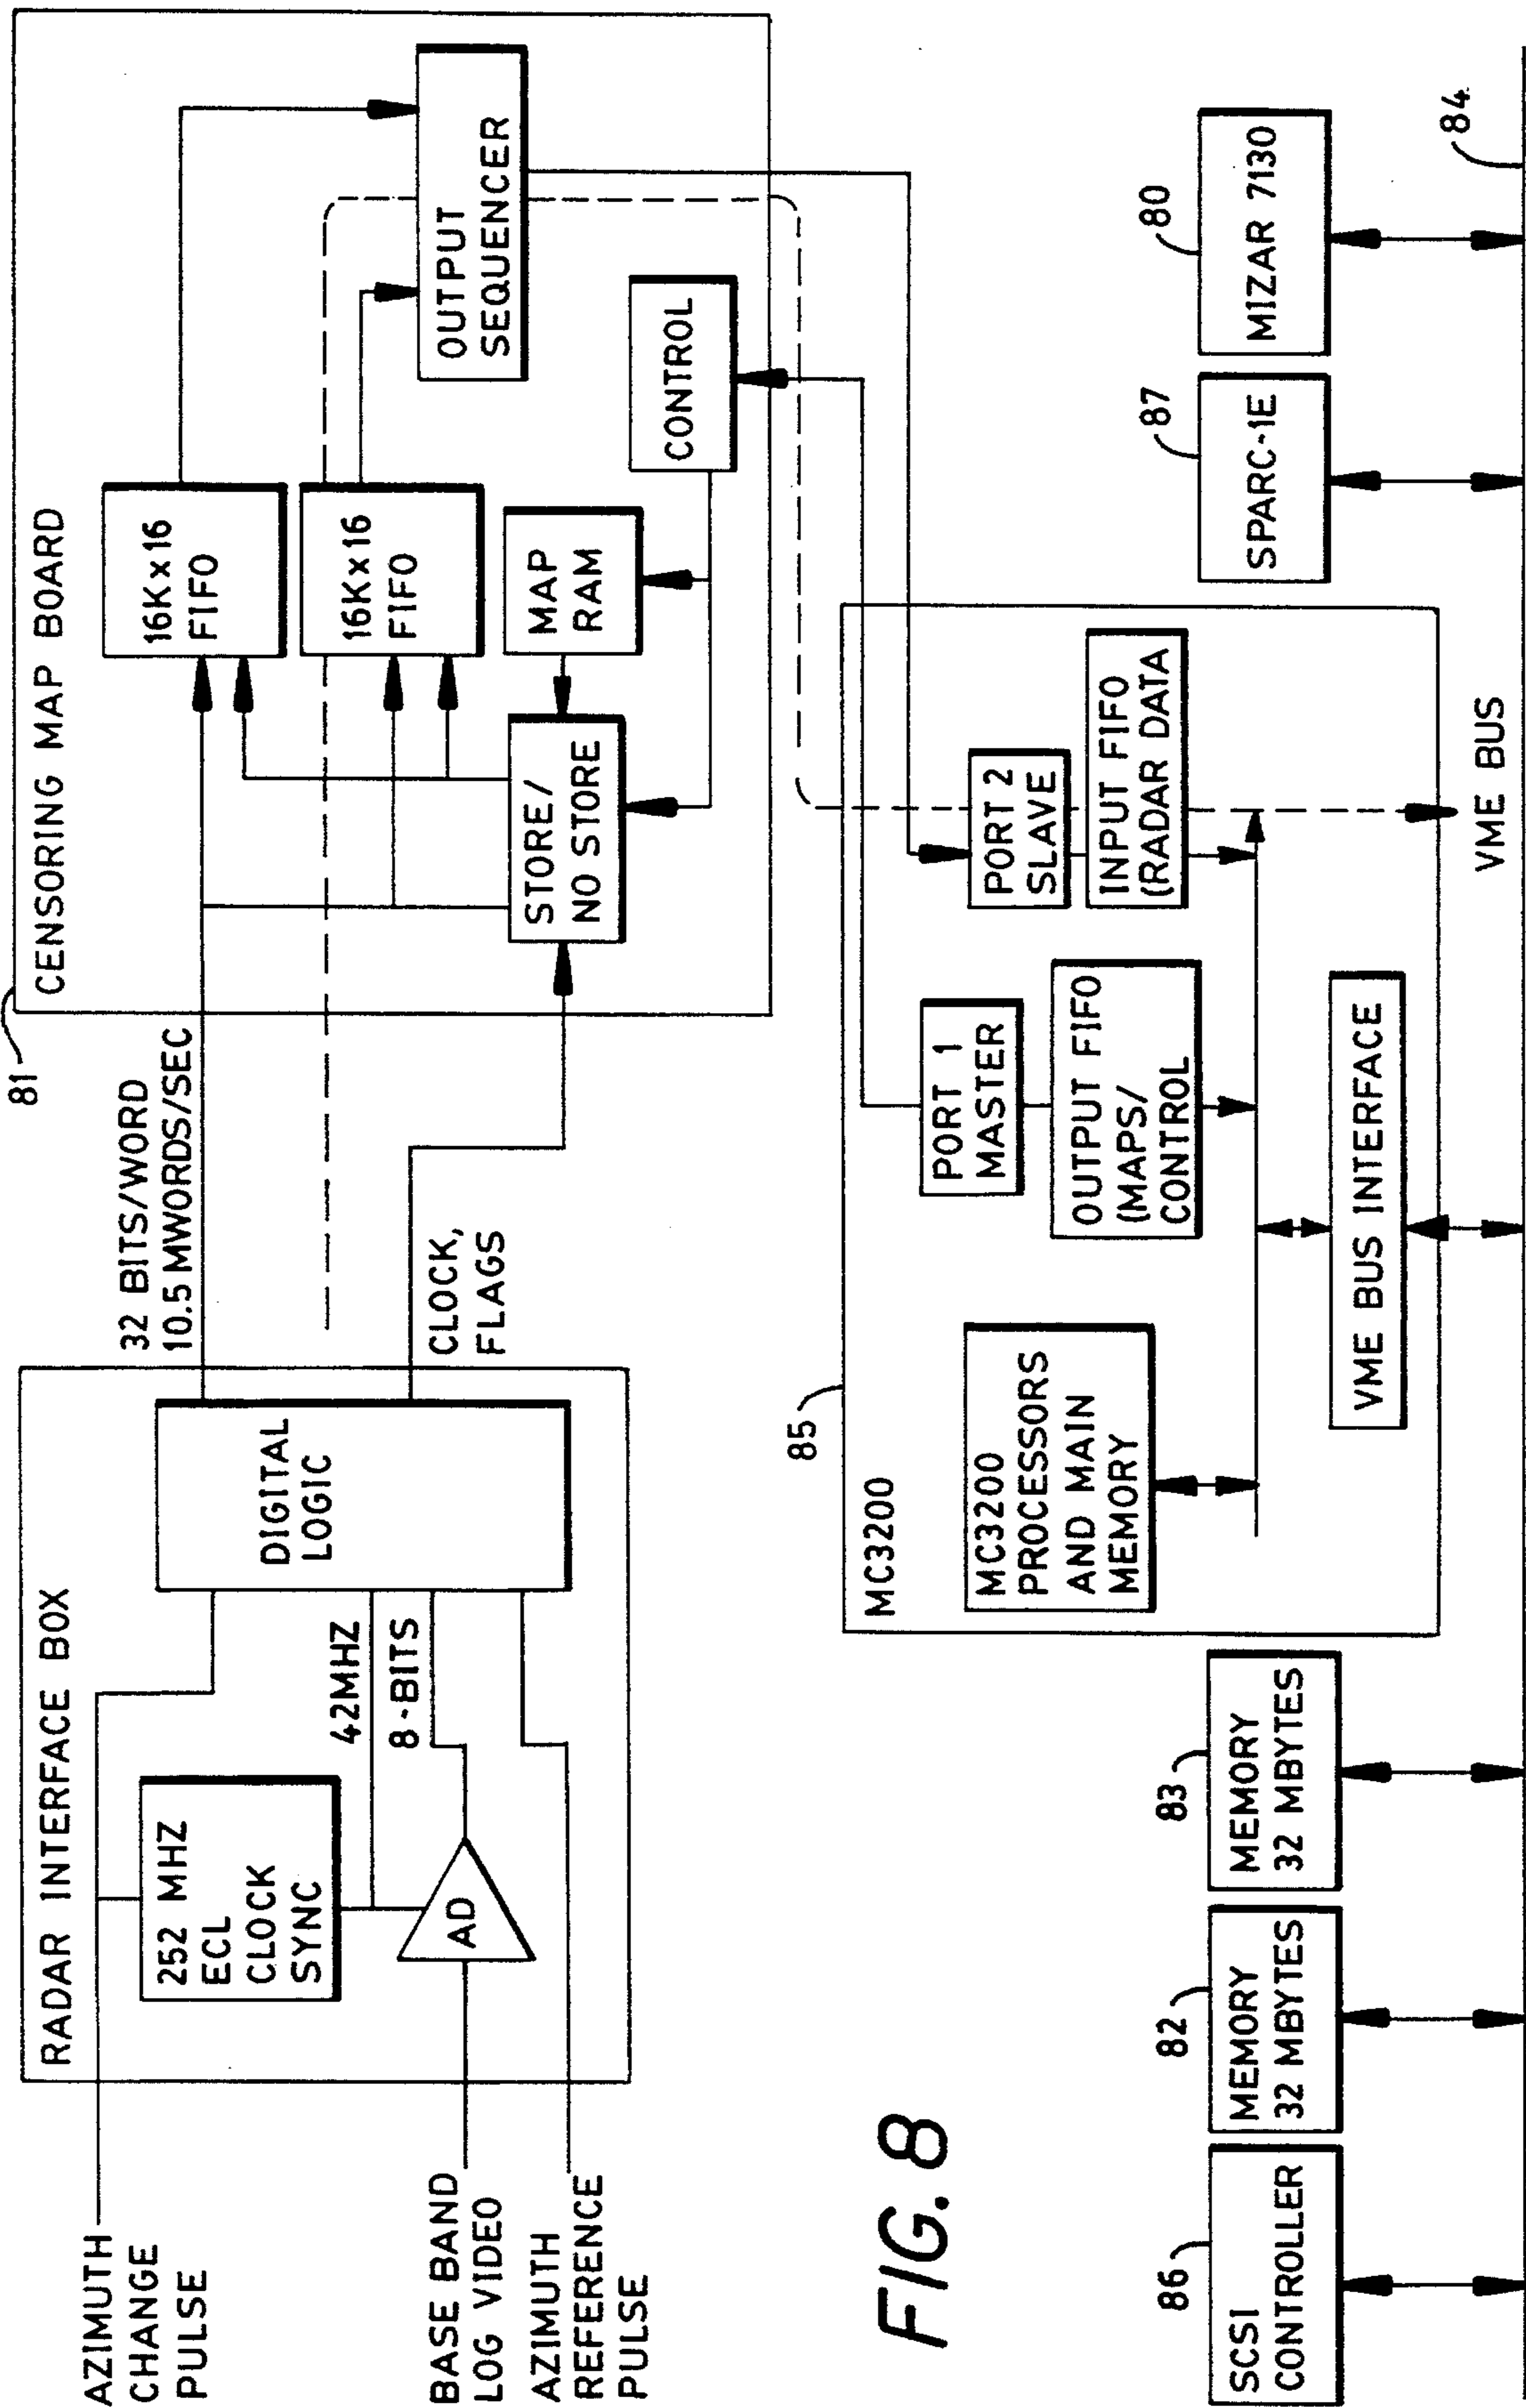 AZIMUTH
CHANGE
PULSE
BASE BAND
LOG VIDEO
AZIMUTH
REFERENCE
PULSE
RADAR INTERFACE BOX
252 MHZ
ECL
CLOCK
SYNC
AD
42MHZ
8-BITS
DIGITAL
LOGIC
32 BITS/WORD
10.5 MWORDS/SEC
CLOCK,
FLAGS
81
CENSORING MAP BOARD
STORE/
NO STORE
16K x 16
FIFO
16K x 16
FIFO
MAP
RAM
CONTROL
OUTPUT
SEQUENCER
FIG. 8
85
MC3200
MC3200
PROCESSORS
AND MAIN
MEMORY
PORT 1
MASTER
OUTPUT FIFO
(MAPS/
CONTROL
PORT 2
SLAVE
INPUT FIFO
(RADAR DATA
VME BUS INTERFACE
86
SCSI
CONTROLLER
82
MEMORY
32 MBYTES
83
MEMORY
32 MBYTES
87
SPARC-1E
80
MIZAR 7130
VME BUS
84